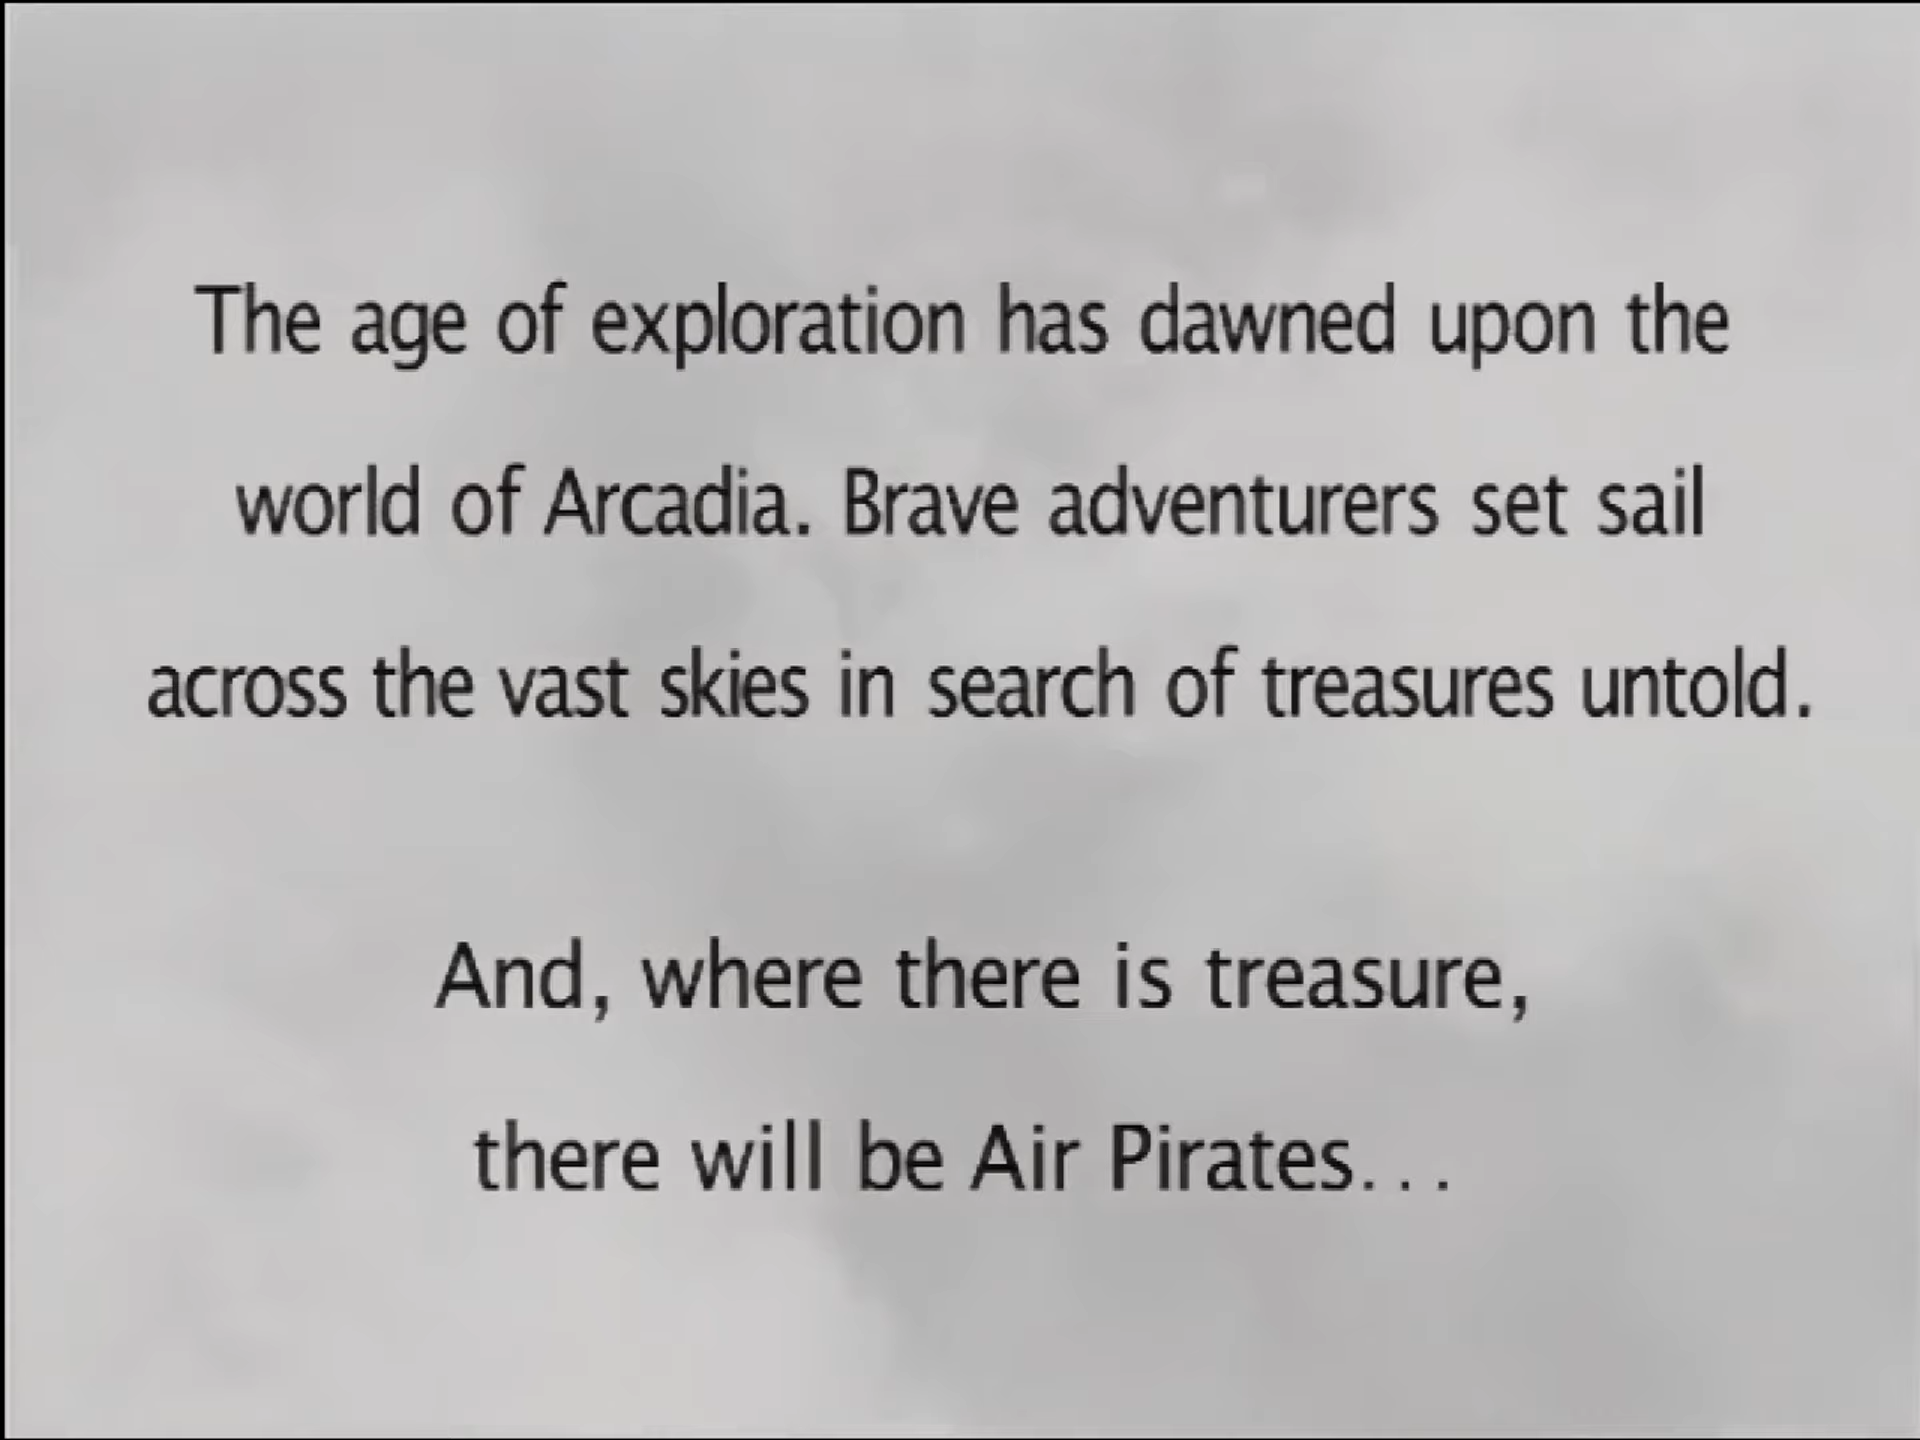 The age of exploration has dawned upon the
world of Arcadia. Brave adventurers set sail
across the vast skies in search of treasures untold.
And, where there is treasure,
there will be Air Pirates...